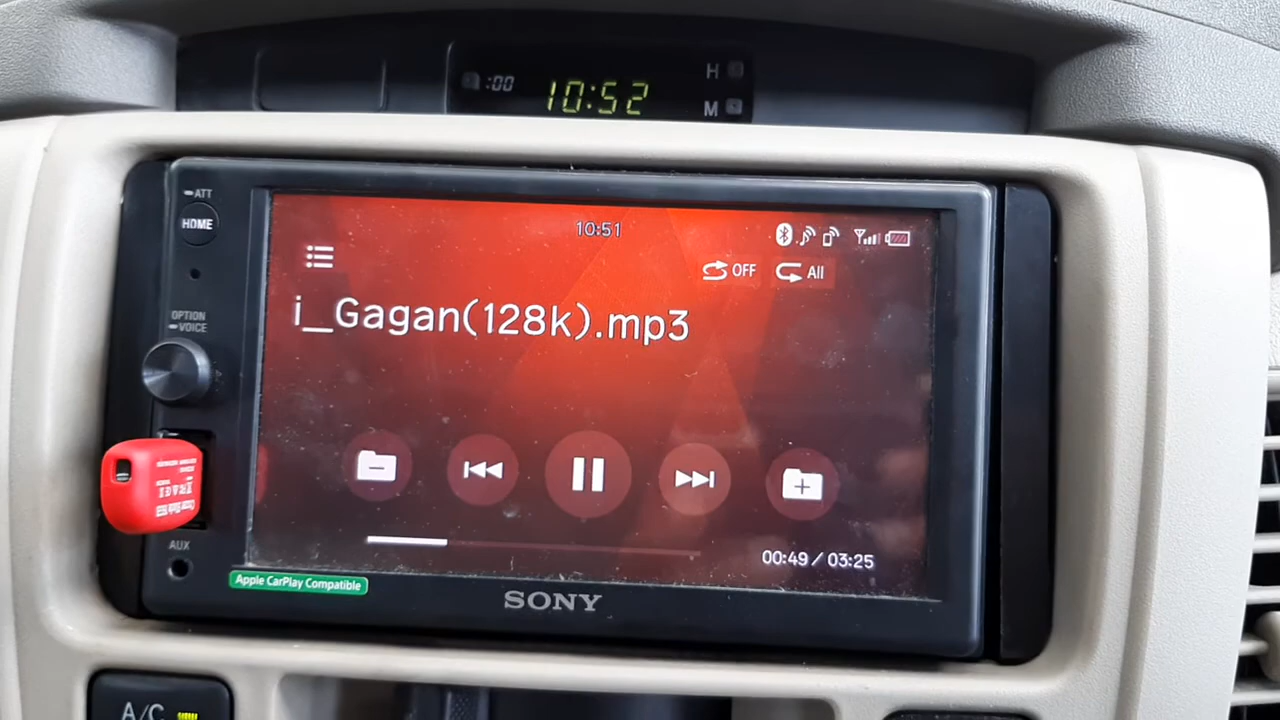 :00
10:52
H
M
ATT
HOME
OPTION
VOICE
10:51
OFF
All
i_Gagan(128k).mp3
00:49 / 03:25
AUX
Apple CarPlay Compatible
SONY
A/C